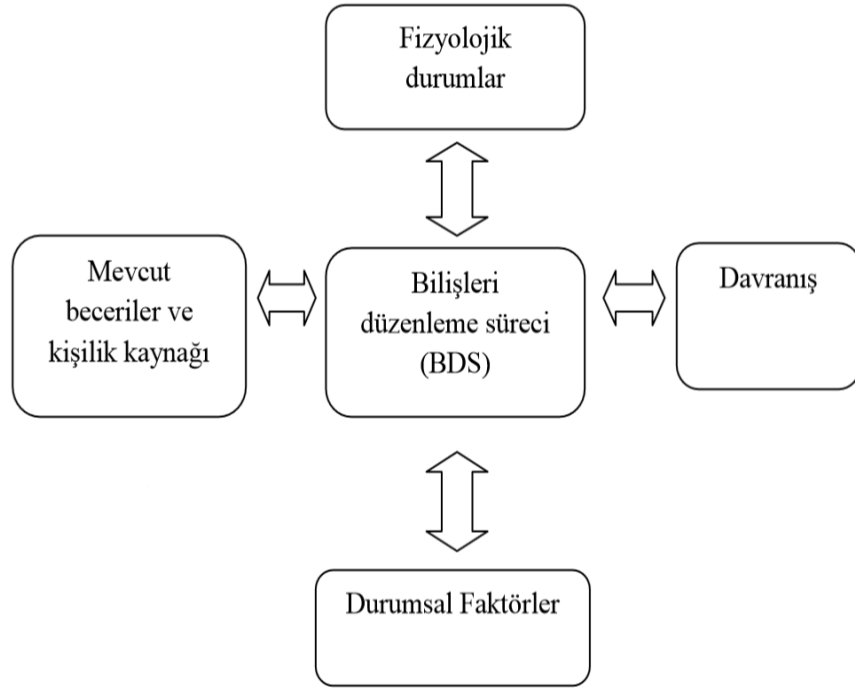 Fizyolojik
durumlar
Mevcut
beceriler ve
kişilik kaynağı
Bilişleri
düzenleme süreci
(BDS)
Davranış
Durumsal Faktörler